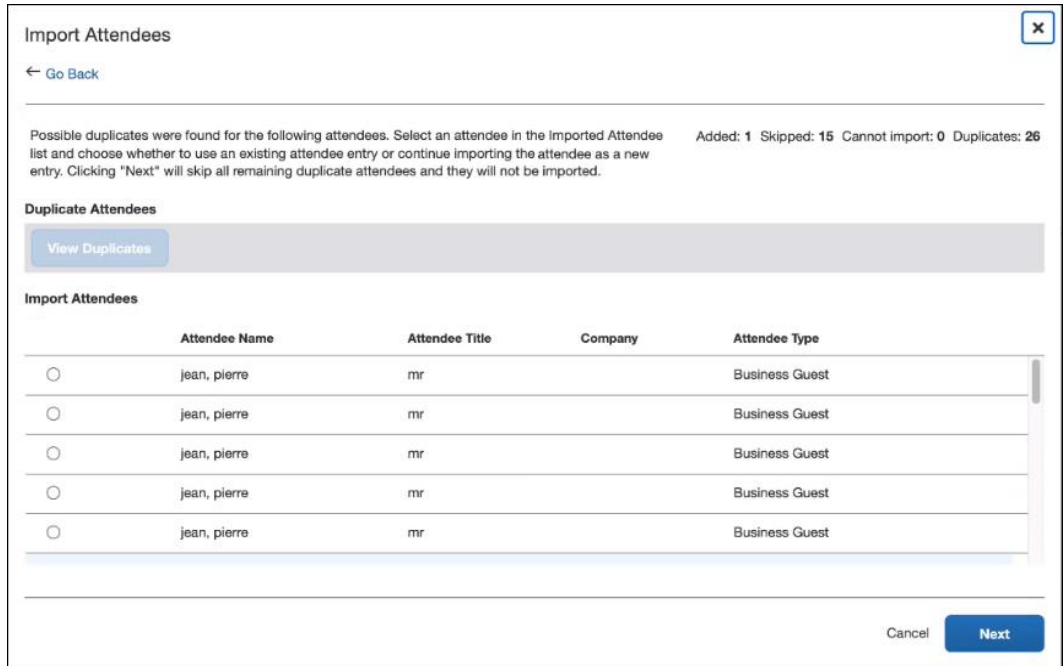 Import Attendees
← Go Back
Possible duplicates were found for the following attendees. Select an attendee in the Imported Attendee
list and choose whether to use an existing attendee entry or continue importing the attendee as a new
entry. Clicking "Next" will skip all remaining duplicate attendees and they will not be imported.
Added: 1 Skipped: 15 Cannot import: 0 Duplicates: 26
Duplicate Attendees
View Duplicates
Import Attendees
Attendee Name Attendee Title Company Attendee Type
jean, pierre mr Business Guest
jean, pierre mr Business Guest
jean, pierre mr Business Guest
jean, pierre mr Business Guest
jean, pierre mr Business Guest
Cancel Next